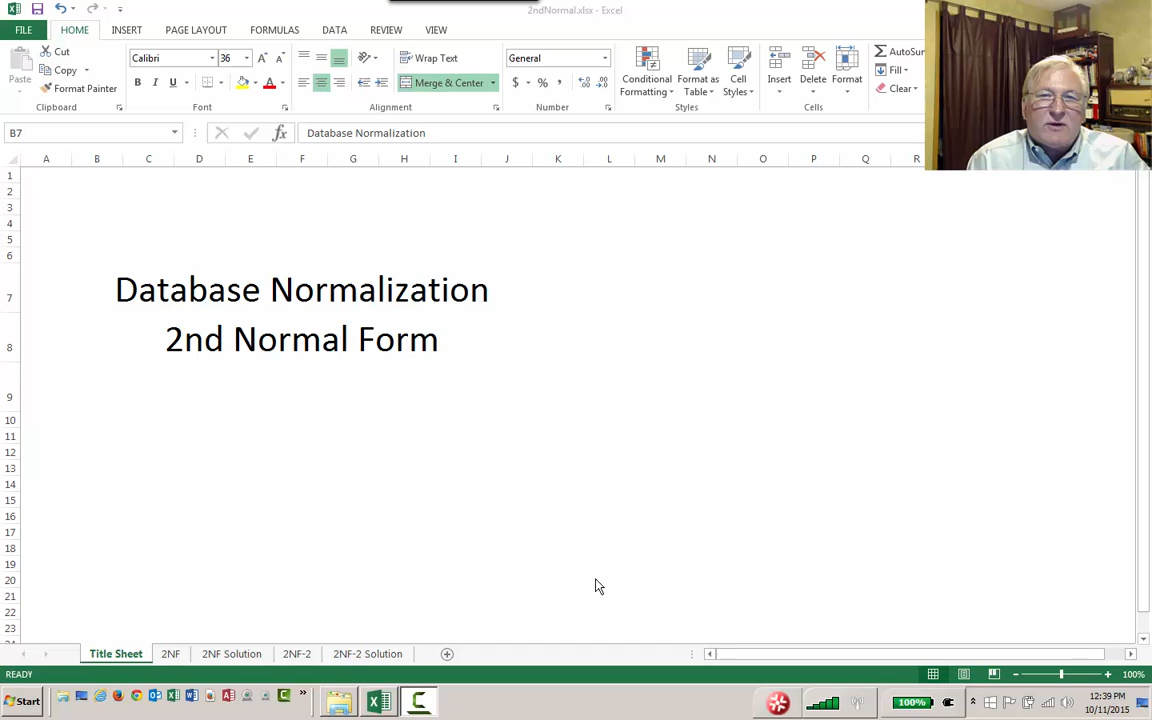 2ndNormal.xlsx - Excel
FILE HOME INSERT PAGE LAYOUT FORMULAS DATA REVIEW VIEW
Paste
Cut
Copy
Format Painter
Clipboard
Calibri 36
B I U
Font
Wrap Text
Merge & Center
Alignment
General
$ % ,
Number
Conditional Formatting
Format as Table
Cell Styles
Styles
Insert Delete Format
Cells
AutoSu
Fill
Clear
B7 fx Database Normalization
A B C D E F G H I J K L M N O P Q R
1
2
3
4
5
6
7
8
9
10
11
12
13
14
15
16
17
18
19
20
21
22
23
Database Normalization
2nd Normal Form
Title Sheet 2NF 2NF Solution 2NF-2 2NF-2 Solution
READY
100%
Start
100%
12:39 PM
10/11/2015